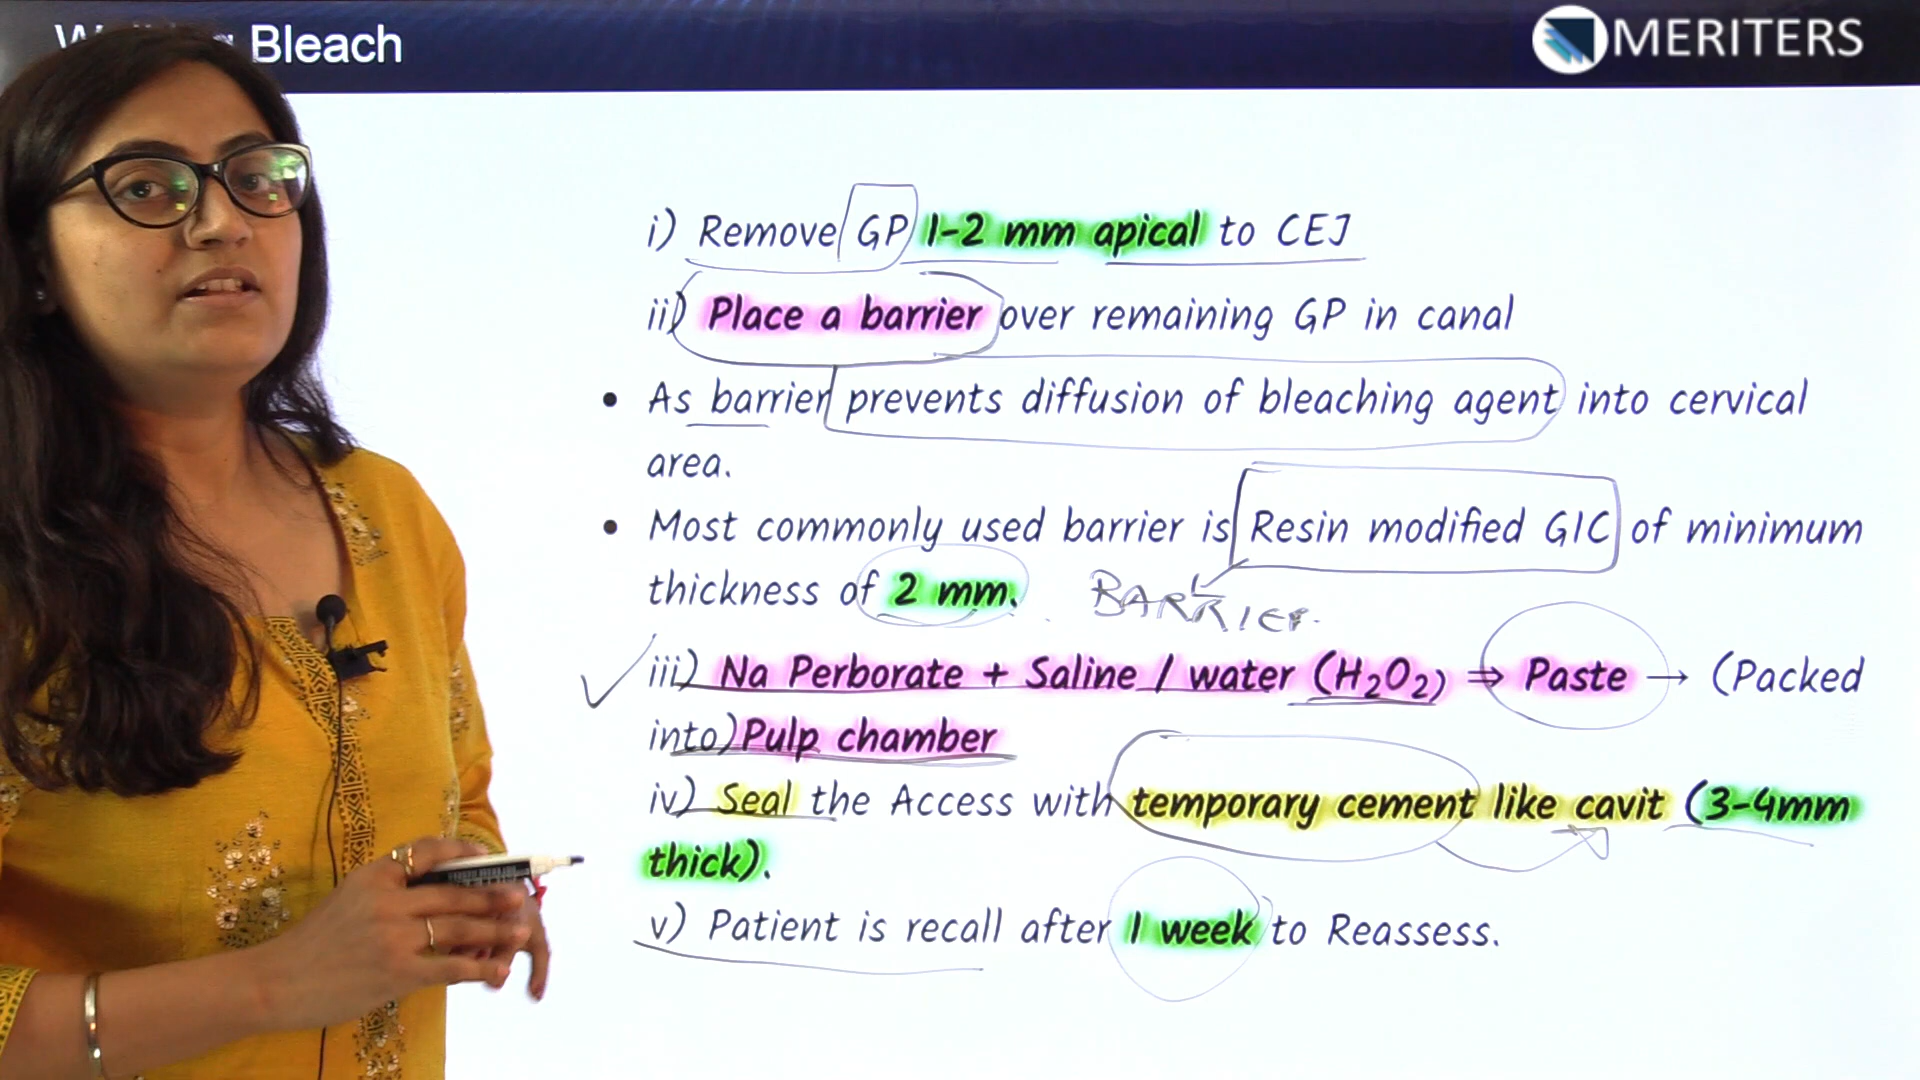 Bleach
MERITERS
i) Remove GP 1-2 mm apical to CEJ
ii) Place a barrier over remaining GP in canal
• As barrier prevents diffusion of bleaching agent into cervical
area.
• Most commonly used barrier is Resin modified GIC of minimum
thickness of 2 mm. BARRIER.
iii) Na Perborate + Saline / water (H₂O₂) ⇒ Paste → (Packed
into) Pulp chamber
iv) Seal the Access with temporary cement like cavit (3-4mm
thick).
v) Patient is recall after 1 week to Reassess.